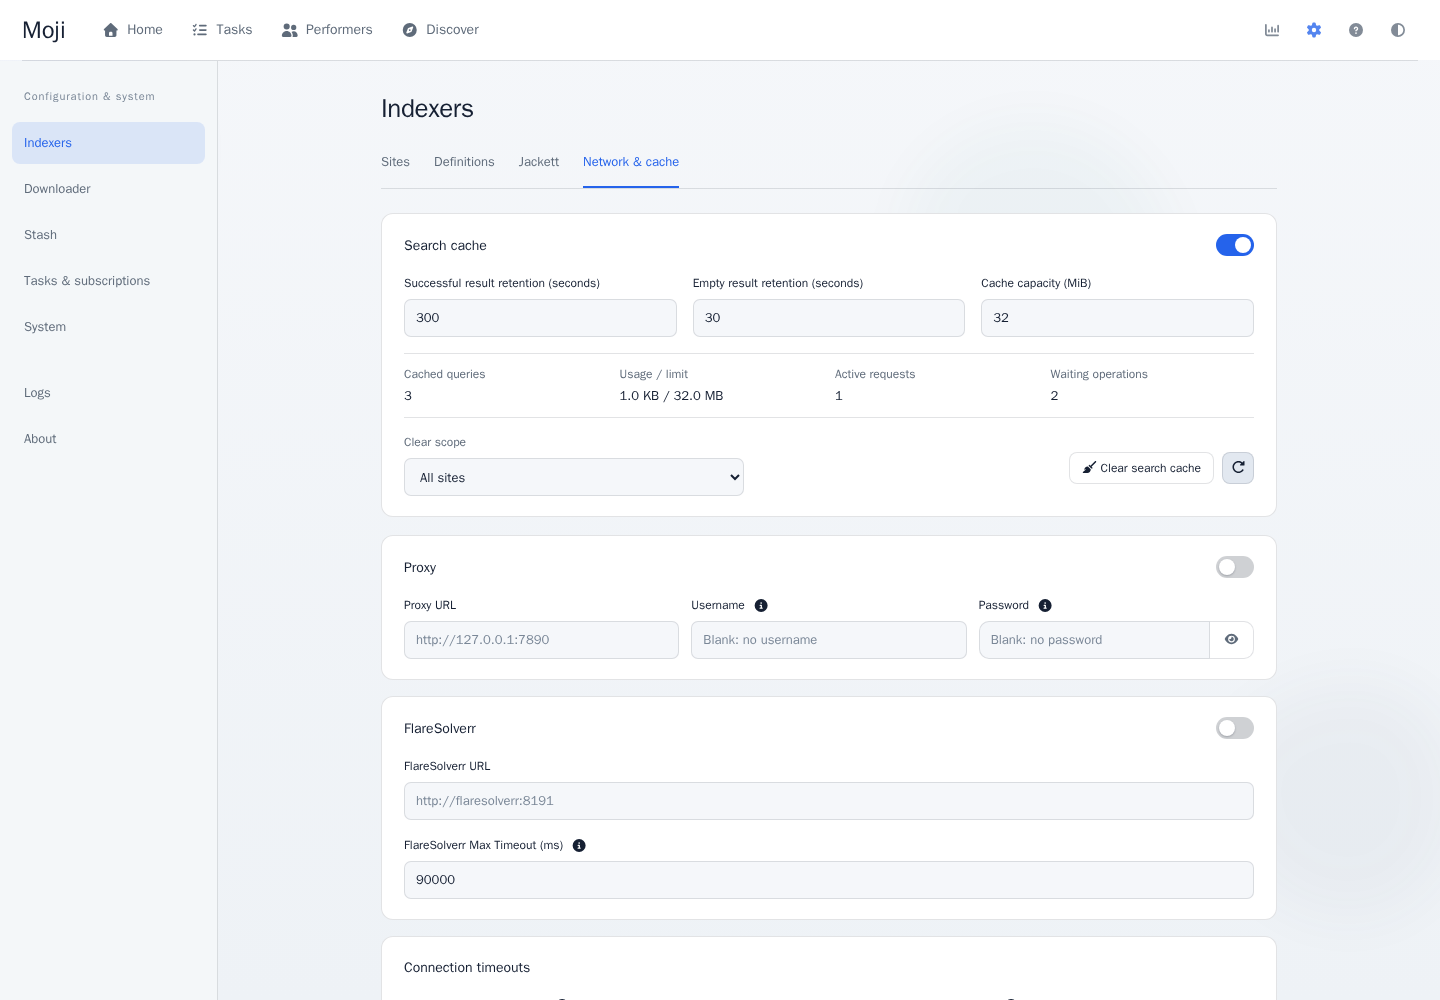 Moji
Home
Tasks
Performers
Discover
Configuration & system
Indexers
Downloader
Stash
Tasks & subscriptions
System
Logs
About
Indexers
Sites
Definitions
Jackett
Network & cache
Search cache
Successful result retention (seconds)
Empty result retention (seconds)
Cache capacity (MiB)
300
30
32
Cached queries
Usage / limit
Active requests
Waiting operations
3
1.0 KB / 32.0 MB
1
2
Clear scope
All sites
Clear search cache
Proxy
Proxy URL
Username
Password
http://127.0.0.1:7890
Blank: no username
Blank: no password
FlareSolverr
FlareSolverr URL
http://flaresolverr:8191
FlareSolverr Max Timeout (ms)
90000
Connection timeouts